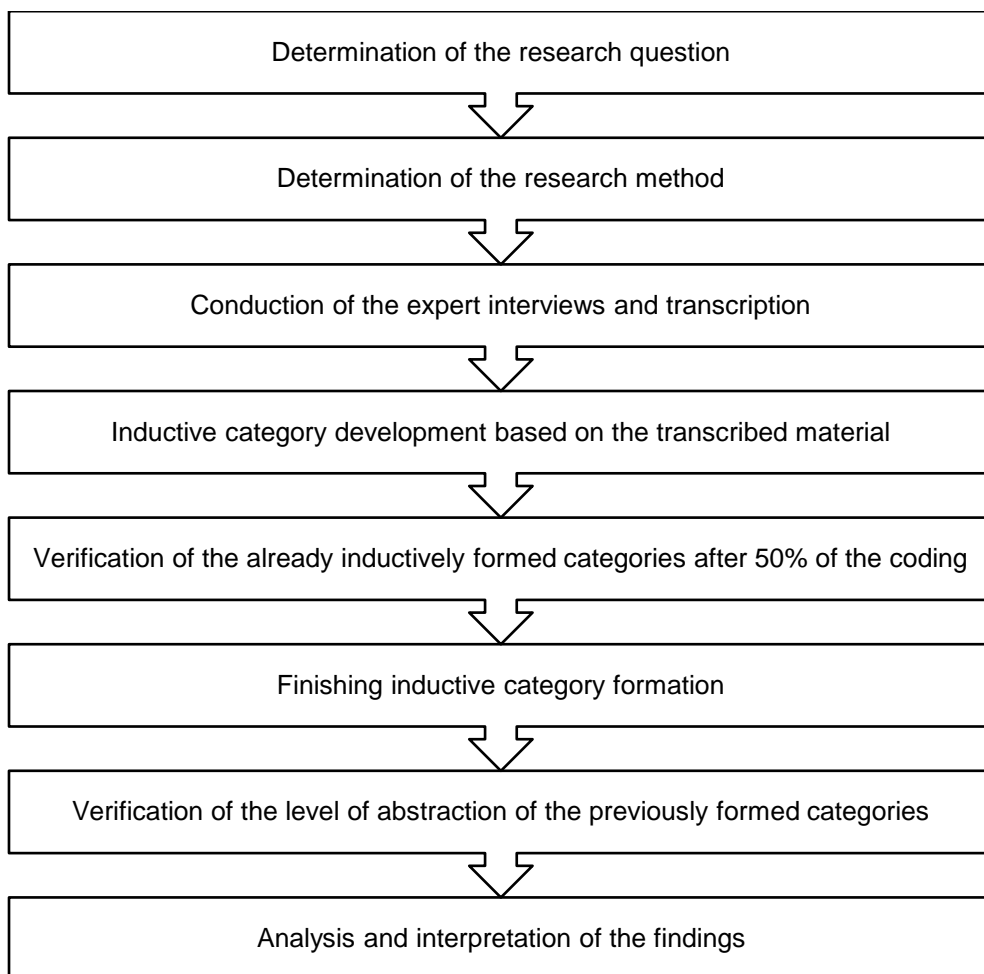 Determination of the research question
Determination of the research method
Conduction of the expert interviews and transcription
Inductive category development based on the transcribed material
Verification of the already inductively formed categories after 50% of the coding
Finishing inductive category formation
Verification of the level of abstraction of the previously formed categories
Analysis and interpretation of the findings